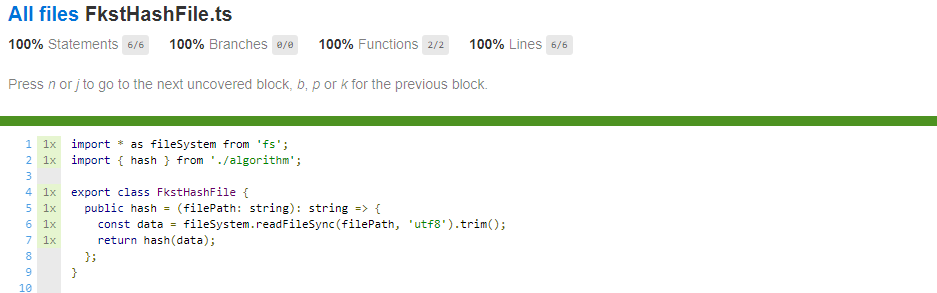 All files FkstHashFile.ts
100% Statements 6/6 100% Branches 0/0 100% Functions 2/2 100% Lines 6/6
Press n or j to go to the next uncovered block, b, p or k for the previous block.
1 1x import * as fileSystem from 'fs';
2 1x import { hash } from './algorithm';
3
4 1x export class FkstHashFile {
5 1x public hash = (filePath: string): string => {
6 1x const data = fileSystem.readFileSync(filePath, 'utf8').trim();
7 1x return hash(data);
8 };
9 }
10